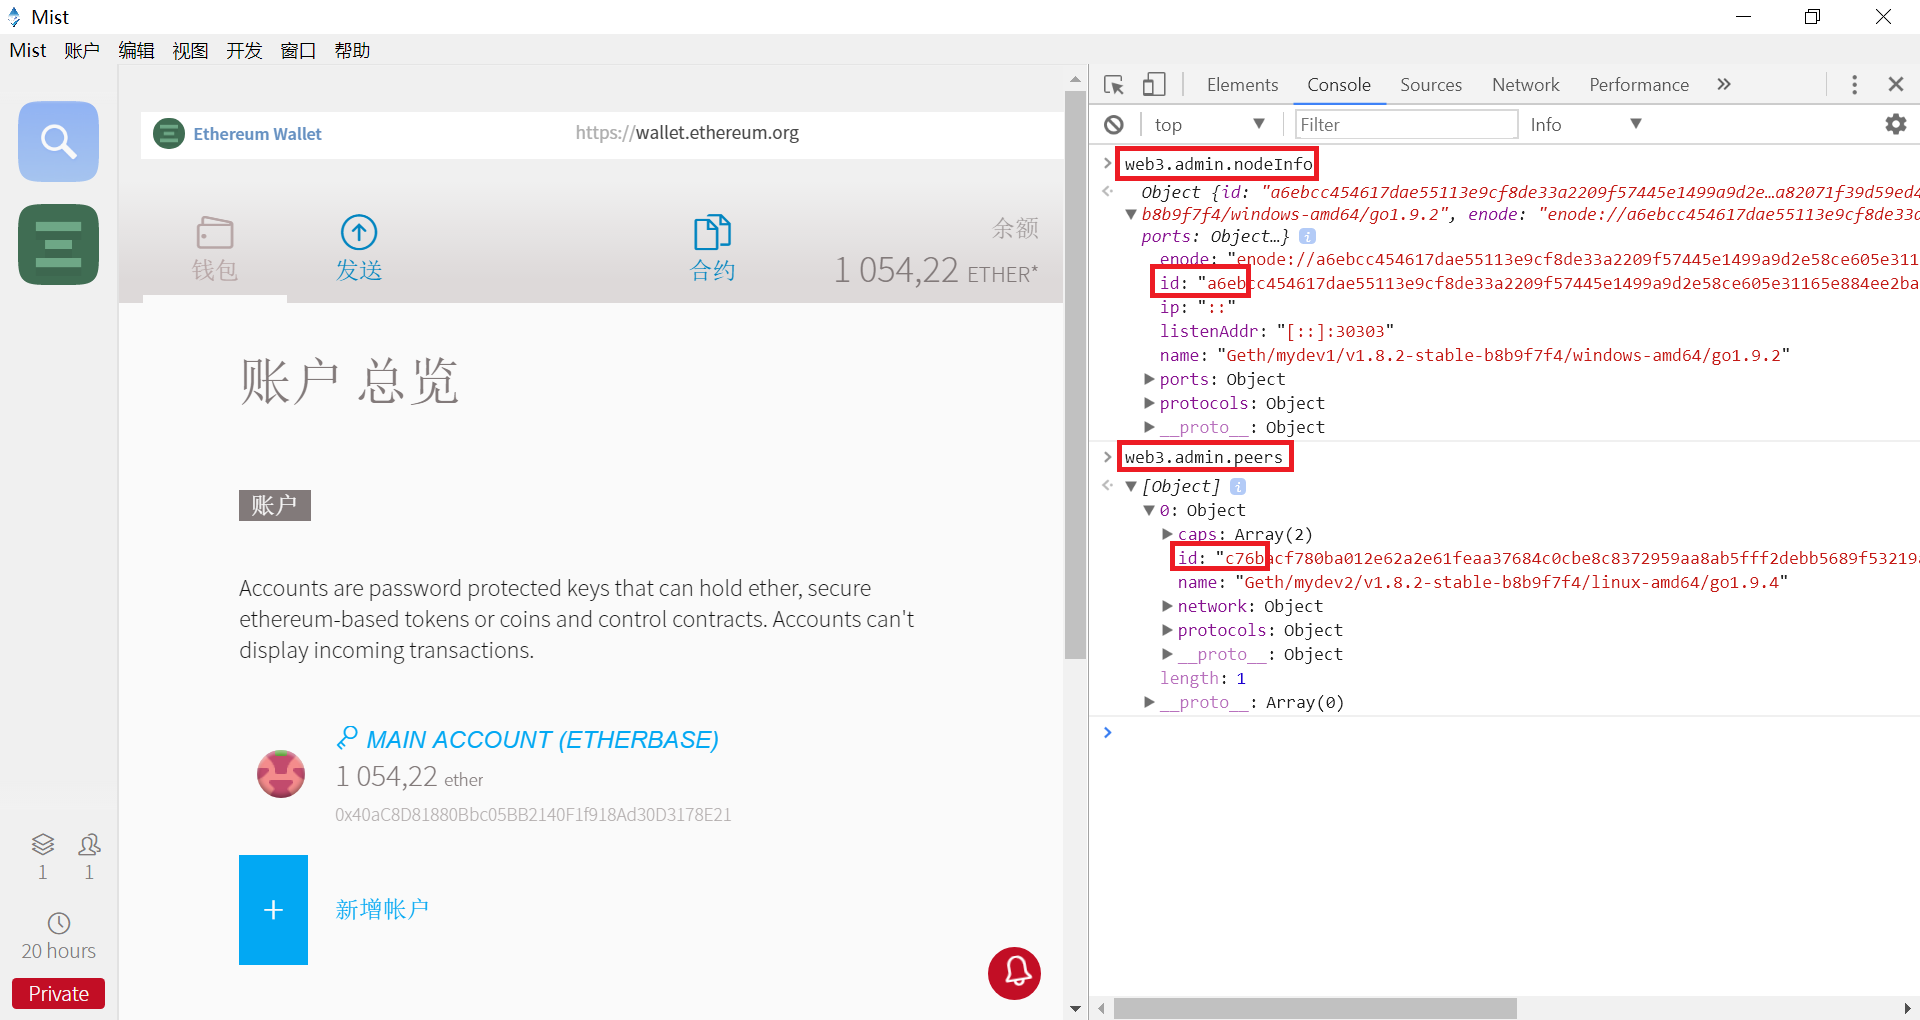 Mist
Mist 账户 编辑 视图 开发 窗口 帮助
Ethereum Wallet
https://wallet.ethereum.org
钱包
发送
合约
余额
1 054,22 ETHER*
账户 总览
账户
Accounts are password protected keys that can hold ether, secure
ethereum-based tokens or coins and control contracts. Accounts can't
display incoming transactions.
MAIN ACCOUNT (ETHERBASE)
1 054,22 ether
0x40aC8D81880Bbc05BB2140F1f918Ad30D3178E21
新增帐户
1 1
20 hours
Private
Elements Console Sources Network Performance
top Filter Info
web3.admin.nodeInfo
Object {id: "a6ebcc454617dae55113e9cf8de33a2209f57445e1499a9d2e…a82071f39d59ed4
b8b9f7f4/windows-amd64/go1.9.2", enode: "enode://a6ebcc454617dae55113e9cf8de33a
ports: Object…}
enode: "enode://a6ebcc454617dae55113e9cf8de33a2209f57445e1499a9d2e58ce605e311
id: "a6ebcc454617dae55113e9cf8de33a2209f57445e1499a9d2e58ce605e31165e884ee2ba
ip: "::"
listenAddr: "[::]:30303"
name: "Geth/mydev1/v1.8.2-stable-b8b9f7f4/windows-amd64/go1.9.2"
ports: Object
protocols: Object
__proto__: Object
web3.admin.peers
[Object]
0: Object
caps: Array(2)
id: "c76bacf780ba012e62a2e61feaa37684c0cbe8c8372959aa8ab5fff2debb5689f53219a
name: "Geth/mydev2/v1.8.2-stable-b8b9f7f4/linux-amd64/go1.9.4"
network: Object
protocols: Object
__proto__: Object
length: 1
__proto__: Array(0)